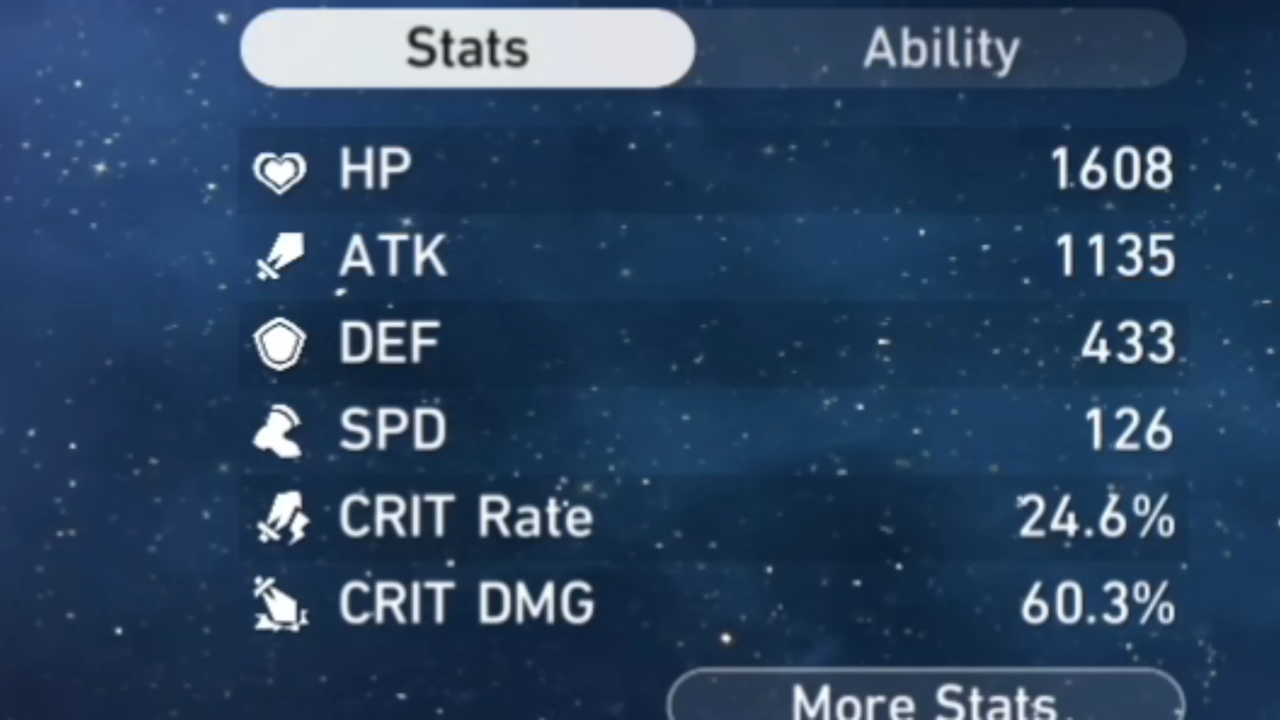 Stats Ability
HP 1608
ATK 1135
DEF 433
SPD 126
CRIT Rate 24.6%
CRIT DMG 60.3%
More Stats